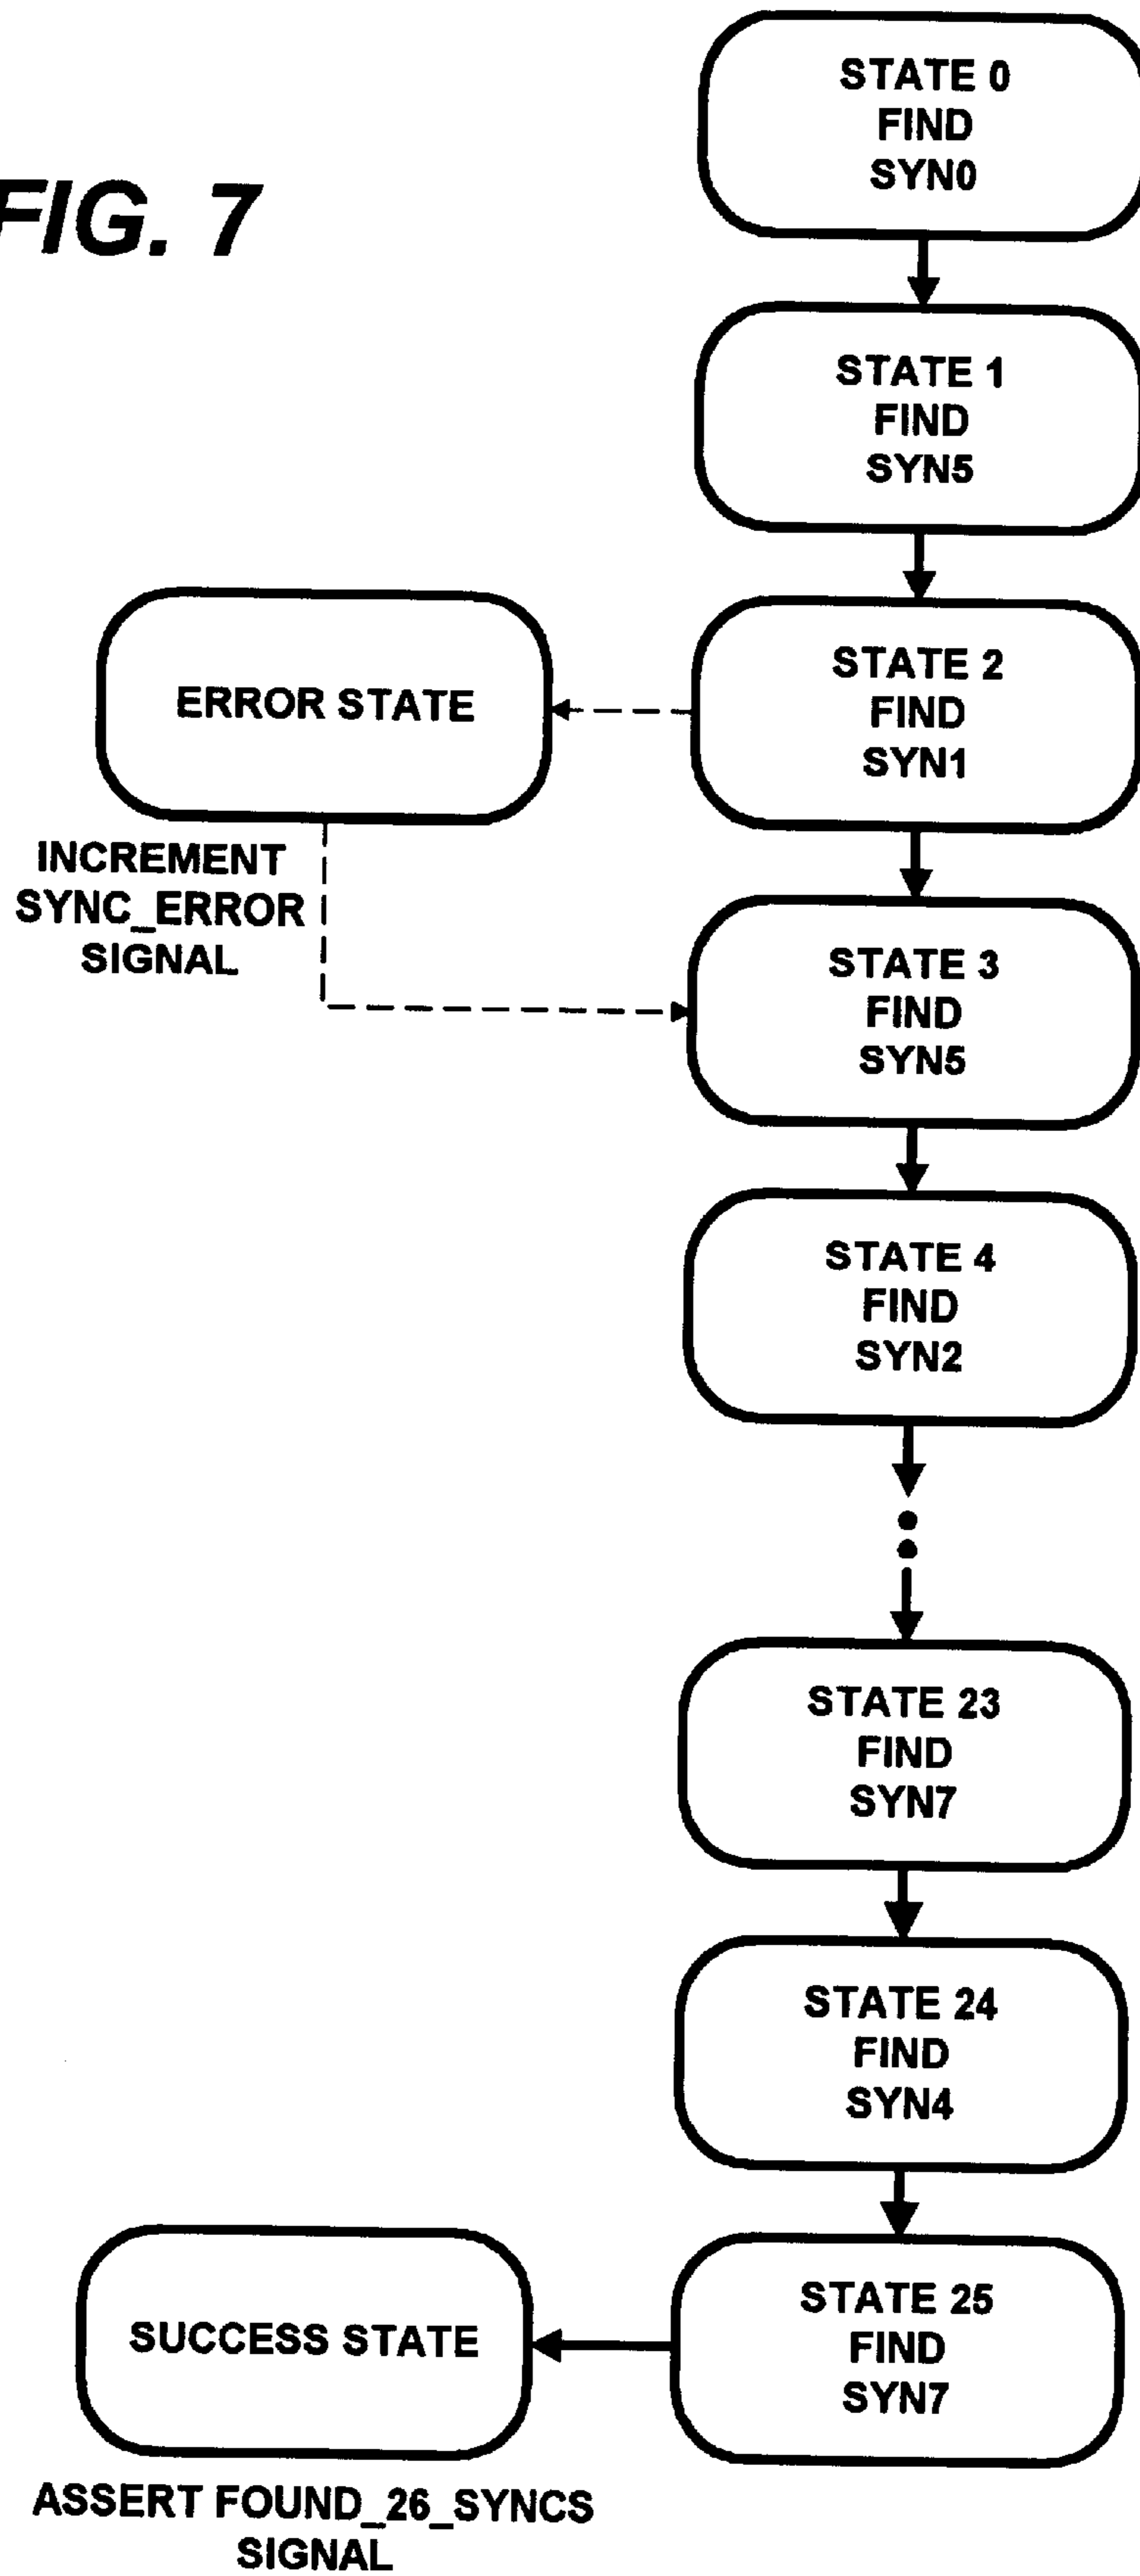 FIG. 7
STATE 0
FIND
SYN0
STATE 1
FIND
SYN5
STATE 2
FIND
SYN1
ERROR STATE
INCREMENT
SYNC_ERROR
SIGNAL
STATE 3
FIND
SYN5
STATE 4
FIND
SYN2
STATE 23
FIND
SYN7
STATE 24
FIND
SYN4
STATE 25
FIND
SYN7
SUCCESS STATE
ASSERT FOUND_26_SYNCS
SIGNAL